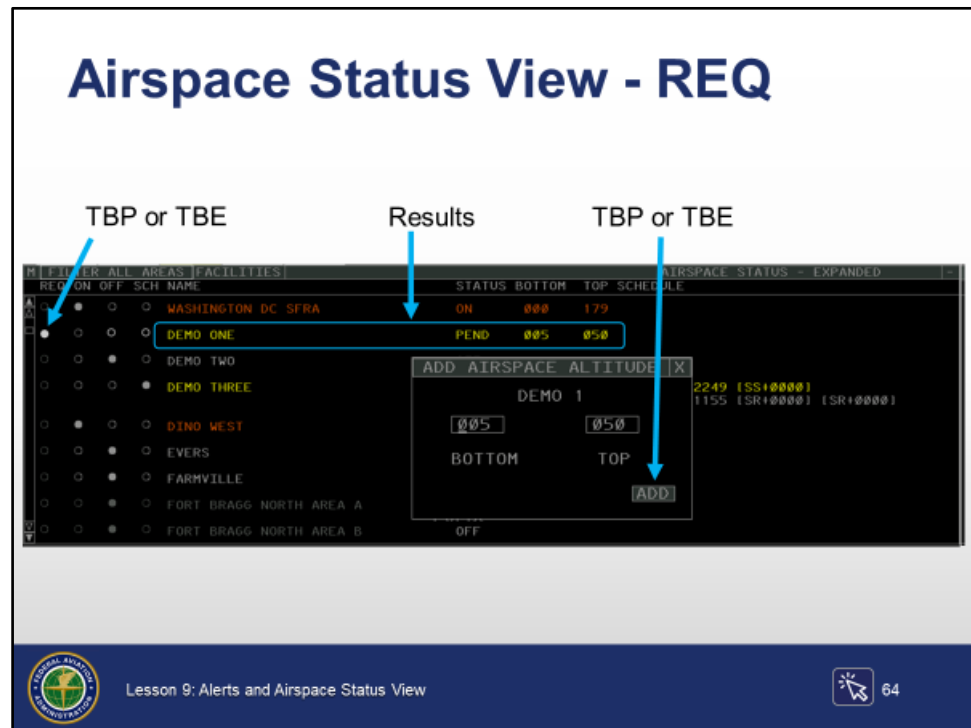 Airspace Status View - REQ
TBP or TBE Results TBP or TBE
M FILTER ALL AREAS FACILITIES AIRSPACE STATUS - EXPANDED -
REQ ON OFF SCH NAME STATUS BOTTOM TOP SCHEDULE
WASHINGTON DC SFRA ON 000 179
DEMO ONE PEND 005 050
DEMO TWO
ADD AIRSPACE ALTITUDE X
DEMO THREE 2249 [SS+0000]
DEMO 1 1155 [SR+0000] [SR+0000]
DINO WEST 005 050
EVERS BOTTOM TOP
FARMVILLE
ADD
FORT BRAGG NORTH AREA A
FORT BRAGG NORTH AREA B OFF
FEDERAL AVIATION ADMINISTRATION
Lesson 9: Alerts and Airspace Status View 64